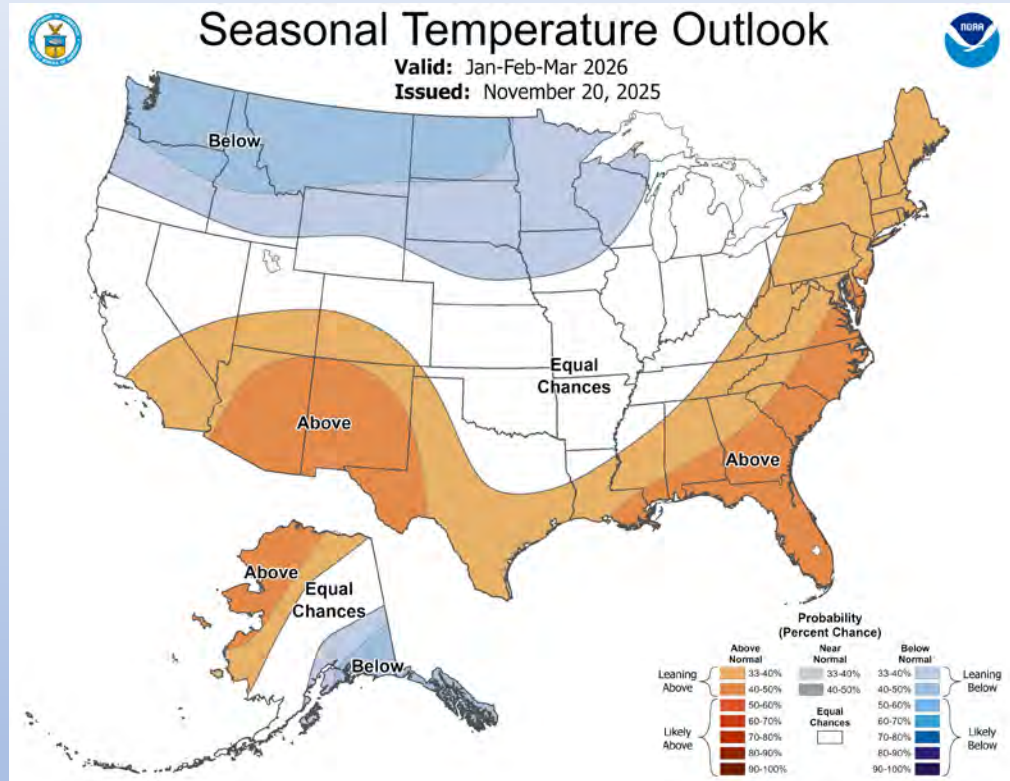 Seasonal Temperature Outlook
Valid: Jan-Feb-Mar 2026
Issued: November 20, 2025
NOAA
Below
Equal
Chances
Above
Above
Above
Equal
Chances
Below
Probability
(Percent Chance)
Above
Normal
Near
Normal
Below
Normal
Leaning
Above
33-40%
33-40%
33-40%
Leaning
Below
40-50%
40-50%
40-50%
Likely
Above
50-60%
Equal
Chances
50-60%
Likely
Below
60-70%
60-70%
70-80%
70-80%
80-90%
80-90%
90-100%
90-100%